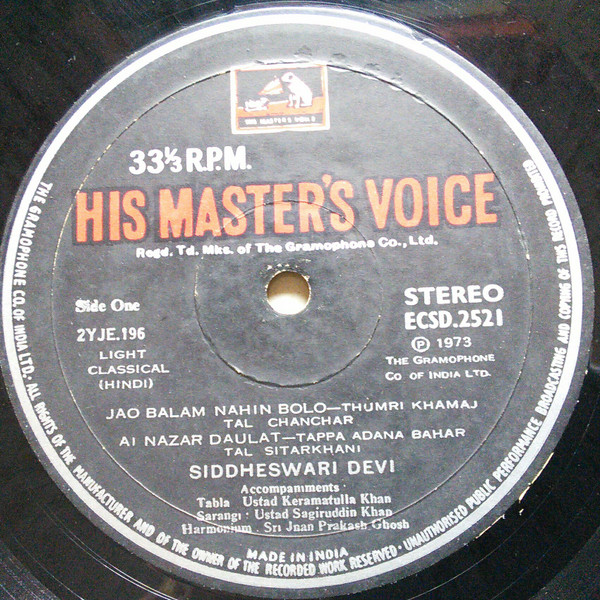 HIS MASTER'S VOICE
33⅓ R.P.M.
HIS MASTER'S VOICE
Regd. Td. Mks. of The Gramophone Co., Ltd.
Side One
2YJE.196
LIGHT
CLASSICAL
(HINDI)
STEREO
ECSD.2521
Ⓟ 1973
THE GRAMOPHONE
CO OF INDIA LTD.
JAO BALAM NAHIN BOLO—THUMRI KHAMAJ
TAL CHANCHAR
AI NAZAR DAULAT—TAPPA ADANA BAHAR
TAL SITARKHANI
SIDDHESWARI DEVI
Accompaniments:
Tabla Ustad Keramatulla Khan
Sarangi: Ustad Sagiruddin Khan
Harmonium. Sri Jnan Prakash Ghosh
MADE IN INDIA
THE GRAMOPHONE CO. OF INDIA LTD. ALL RIGHTS OF THE MANUFACTURER AND OF THE OWNER OF THE RECORDED WORK RESERVED • UNAUTHORISED PUBLIC PERFORMANCE BROADCASTING AND COPYING OF THIS RECORD PROHIBITED